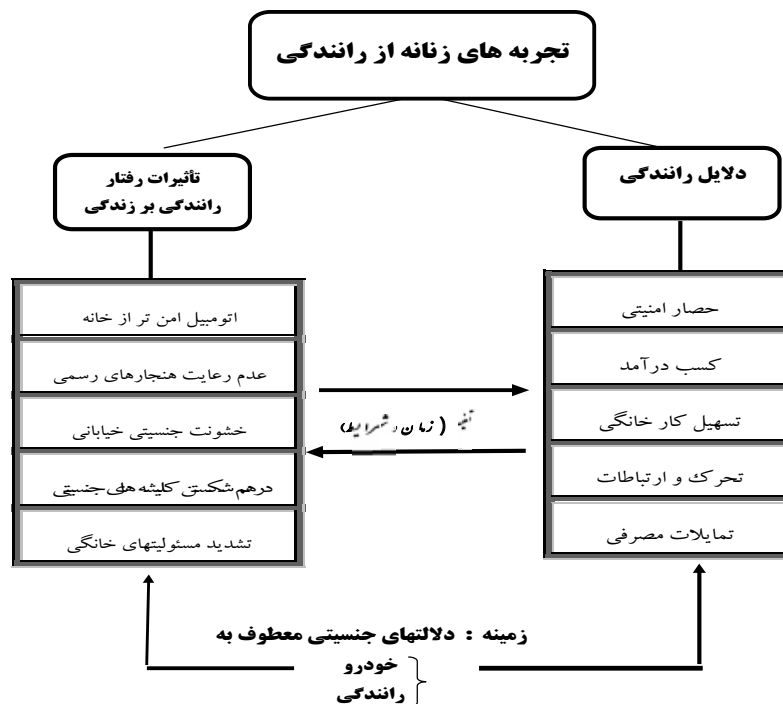 تجربه های زنانه از رانندگی
دلایل رانندگی
تأثیرات رفتار
رانندگی بر زندگی
حصار امنیتی
کسب درآمد
تسهیل کار خانگی
تحرک و ارتباطات
تمایلات مصرفی
اتومبیل امن تر از خانه
عدم رعایت هنجارهای رسمی
خشونت جنسیتی خیابانی
درهم شکستن کلیشه های جنسیتی
تشدید مسئولیتهای خانگی
( زمان و شرایط)
زمینه : دلالتهای جنسیتی معطوف به
خودرو
رانندگی